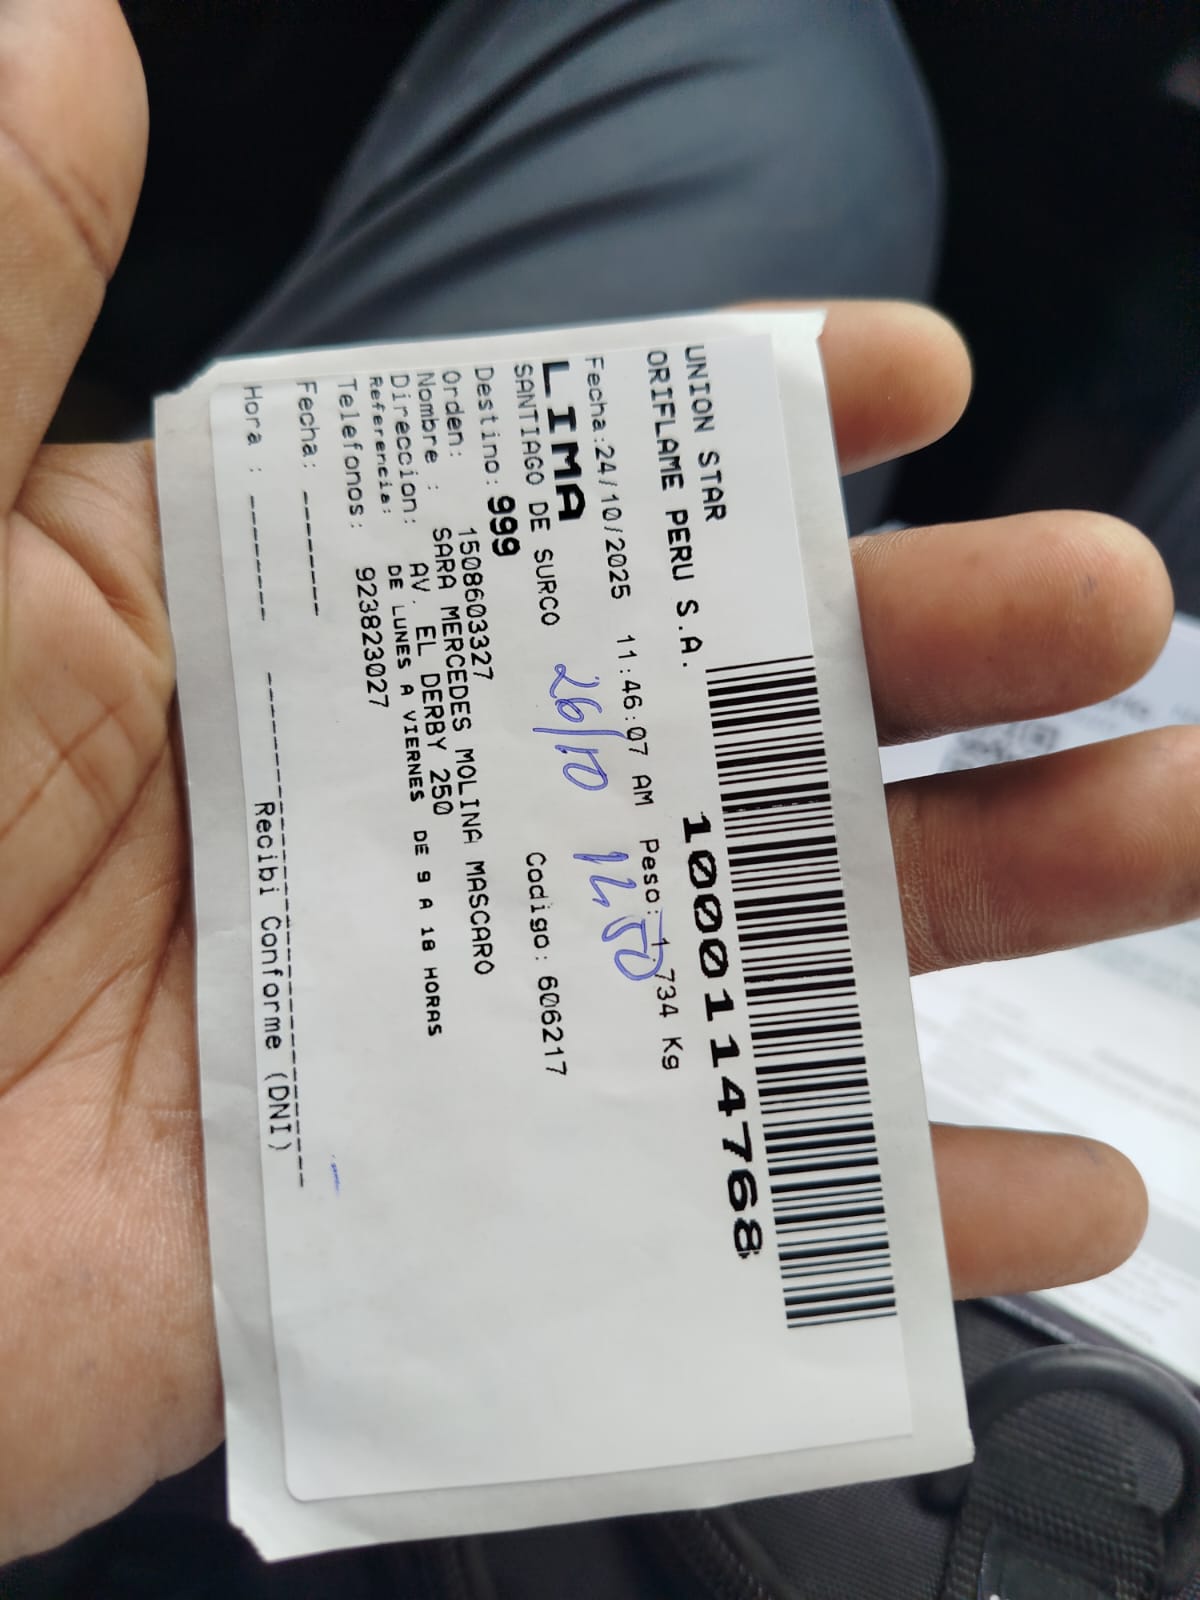 UNION STAR
ORIFLAME PERU S.A.
1000114768
Fecha:24/10/2025 11:46:07 AM Peso:1.734 Kg
LIMA
26/10 12:50
SANTIAGO DE SURCO Codigo:606217
Destino:999
Orden: 1508603327
Nombre : SARA MERCEDES MOLINA MASCARO
Direccion: AV. EL DERBY 250
Referencia: DE LUNES A VIERNES DE 9 A 18 HORAS
Telefonos: 923823027
Fecha: -------
Hora : -------
Recibi Conforme (DNI)